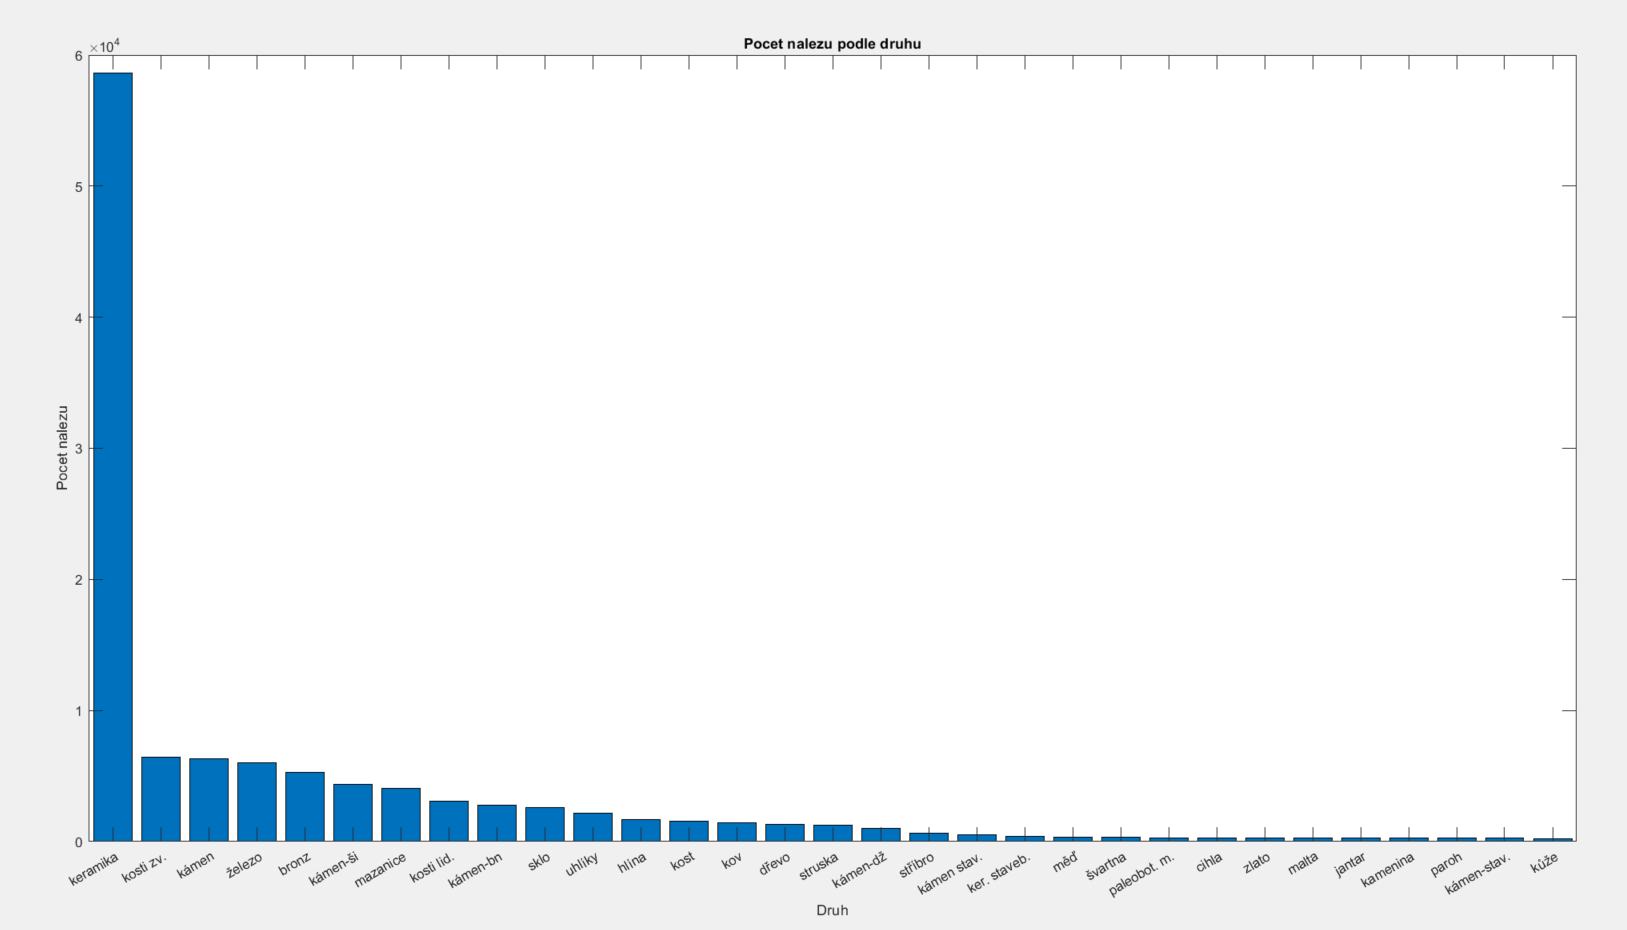 Pocet nalezu podle druhu
×10⁴
6
5
4
3
2
1
0
Pocet nalezu
keramika
kosti zv.
kámen
železo
bronz
kámen-ši
mazanice
kosti lid.
kámen-bn
sklo
uhlíky
hlína
kost
kov
dřevo
struska
kámen-dž
stříbro
kámen stav.
ker. staveb.
měď
švartna
paleobot. m.
cihla
zlato
malta
jantar
kamenina
paroh
kámen-stav.
kůže
Druh